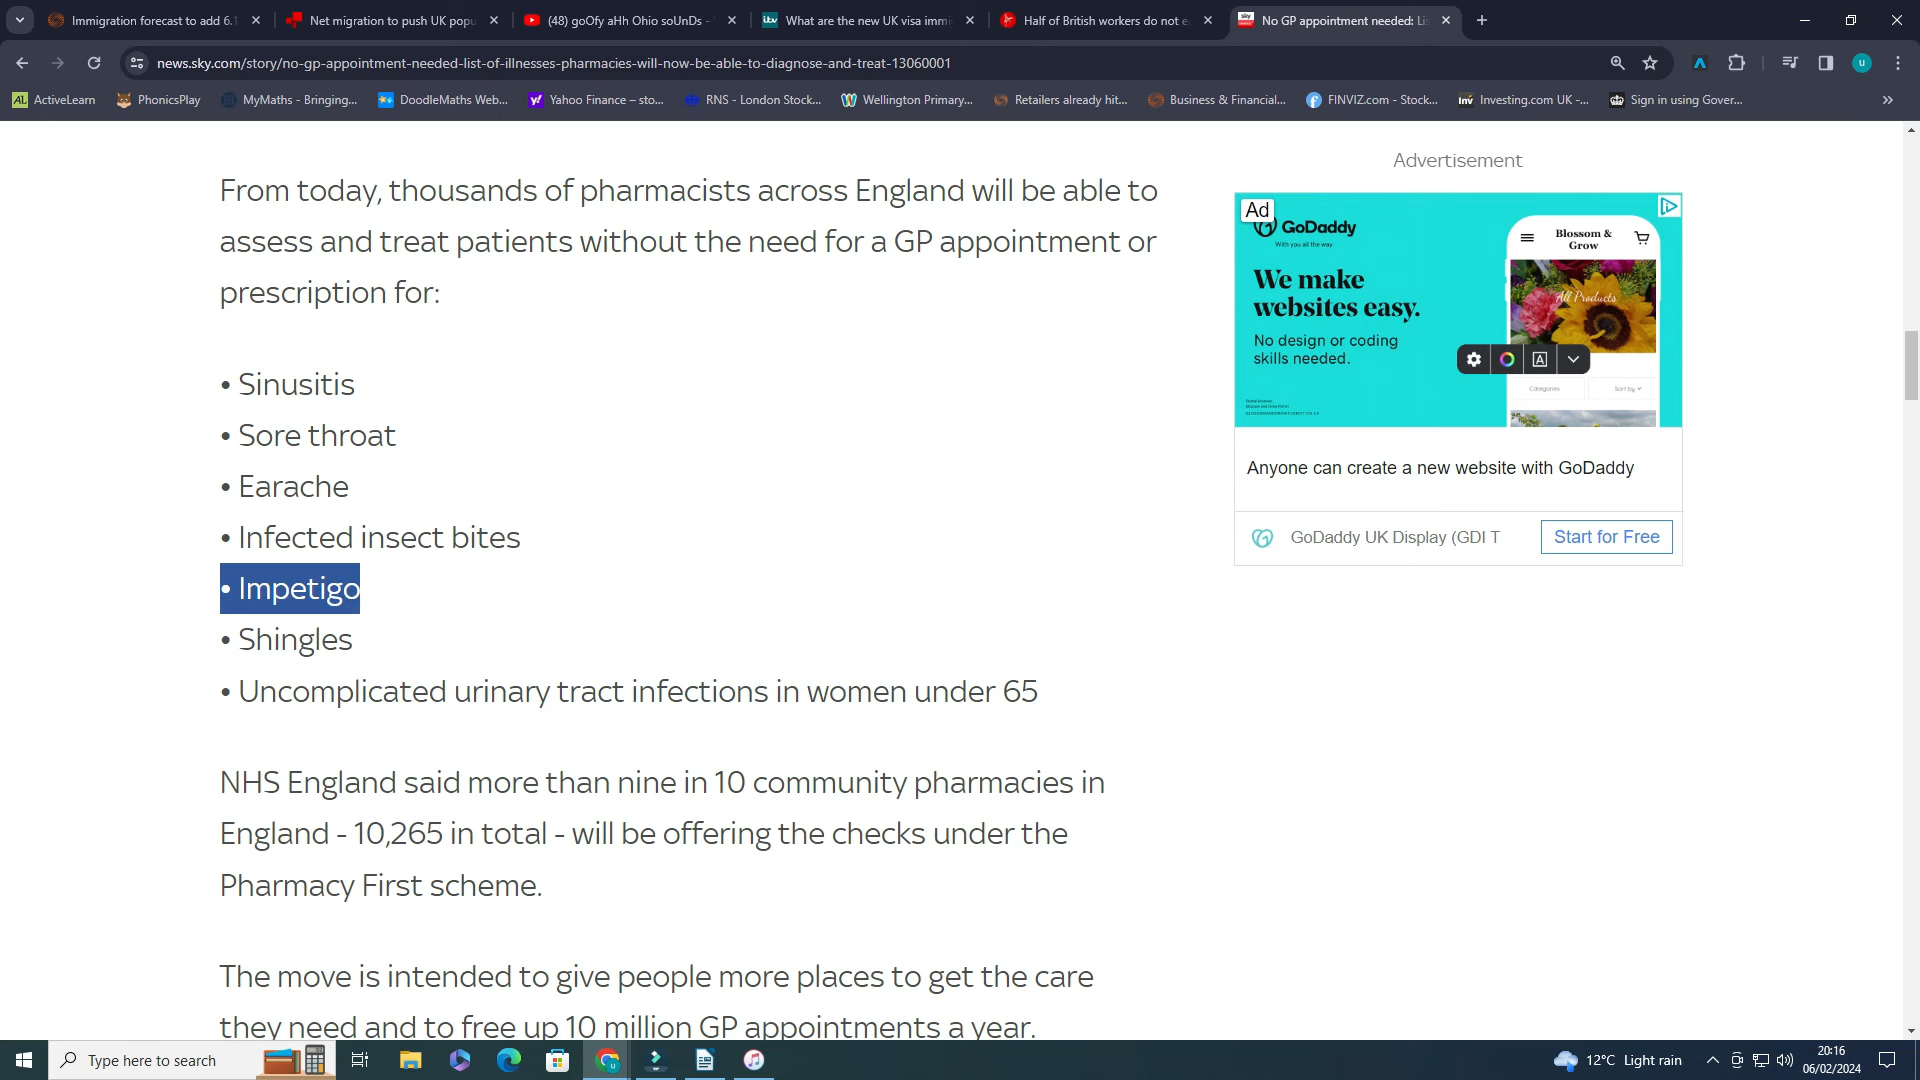 Immigration forecast to add 6.1
Net migration to push UK popu
(48) goOfy aHh Ohio soUnDs -
What are the new UK visa immi
Half of British workers do not e
No GP appointment needed: Li
news.sky.com/story/no-gp-appointment-needed-list-of-illnesses-pharmacies-will-now-be-able-to-diagnose-and-treat-13060001
ActiveLearn
PhonicsPlay
MyMaths - Bringing...
DoodleMaths Web...
Yahoo Finance – sto...
RNS - London Stock...
Wellington Primary...
Retailers already hit...
Business & Financial...
FINVIZ.com - Stock...
Investing.com UK -...
Sign in using Gover...
From today, thousands of pharmacists across England will be able to
assess and treat patients without the need for a GP appointment or
prescription for:
• Sinusitis
• Sore throat
• Earache
• Infected insect bites
• Impetigo
• Shingles
• Uncomplicated urinary tract infections in women under 65
NHS England said more than nine in 10 community pharmacies in
England - 10,265 in total - will be offering the checks under the
Pharmacy First scheme.
The move is intended to give people more places to get the care
they need and to free up 10 million GP appointments a year.
Advertisement
Ad
GoDaddy
With you all the way.
We make
websites easy.
No design or coding
skills needed.
Blossom &
Grow
All Products
Categories
Sort by
Anyone can create a new website with GoDaddy
GoDaddy UK Display (GDI T
Start for Free
Type here to search
12°C Light rain
20:16
06/02/2024